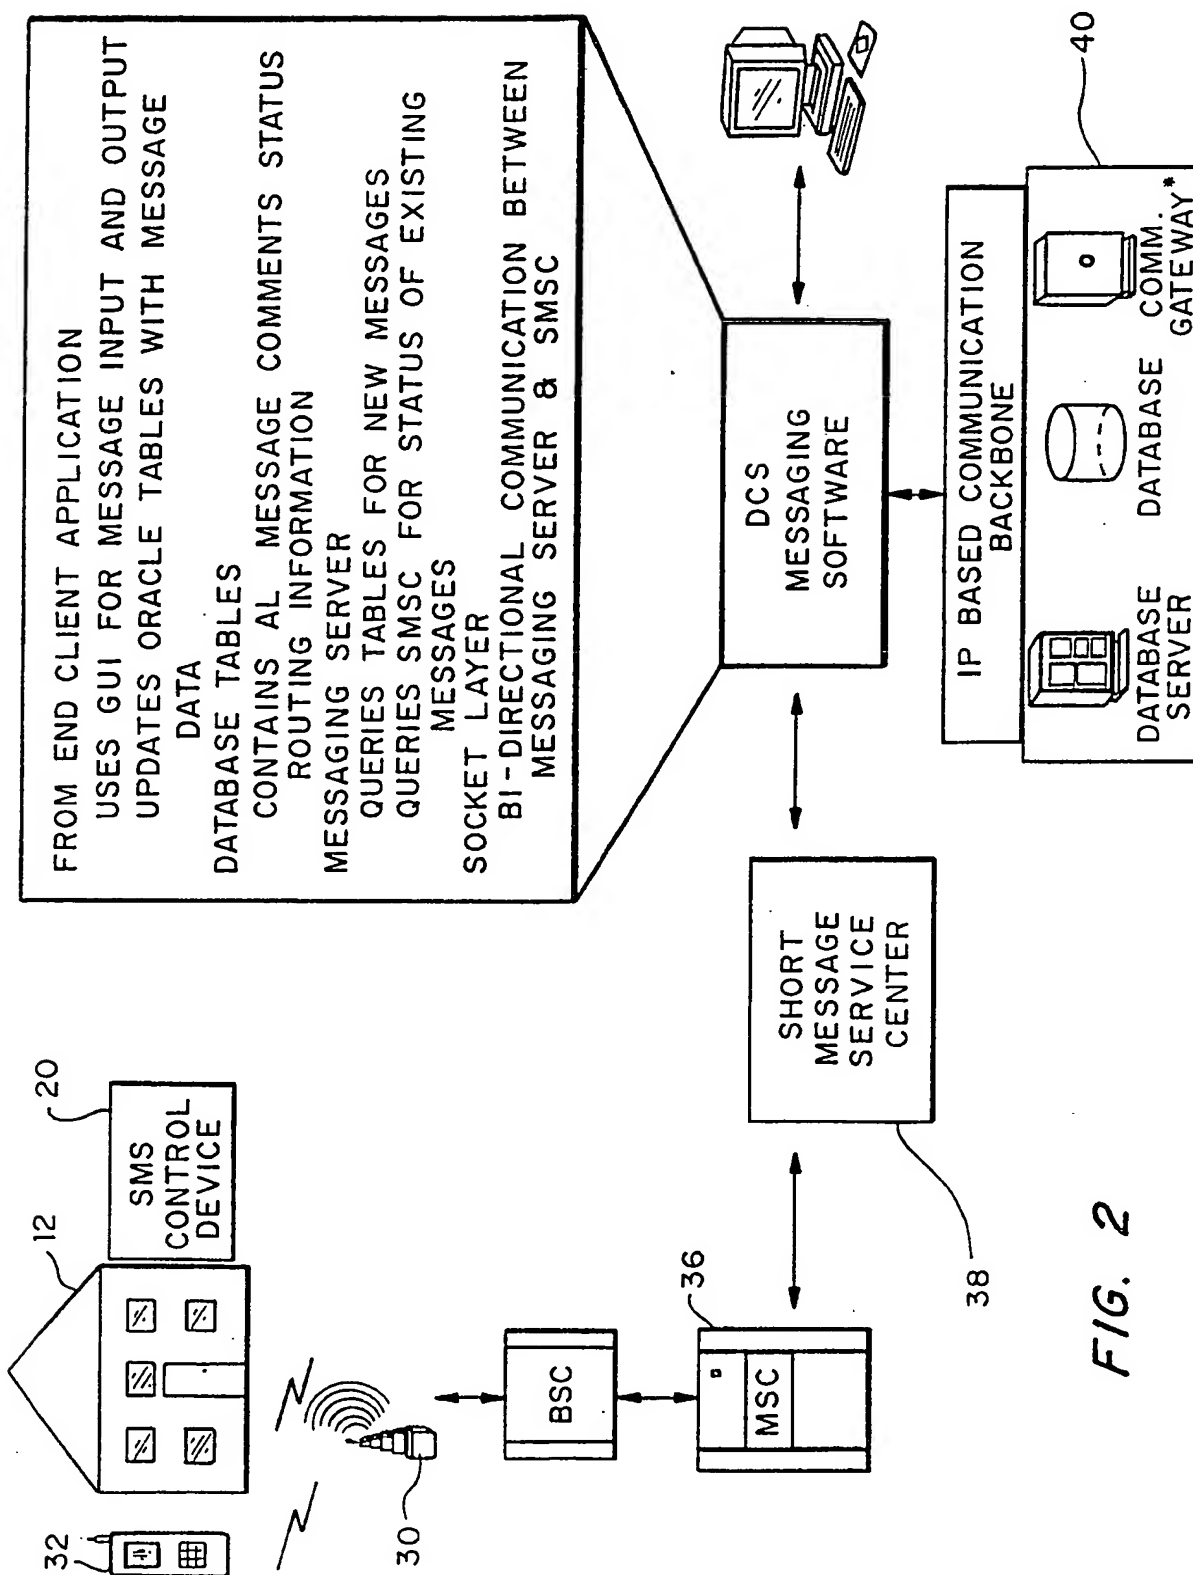 FROM END CLIENT APPLICATION
USES GUI FOR MESSAGE INPUT AND OUTPUT
UPDATES ORACLE TABLES WITH MESSAGE
DATA
DATABASE TABLES
CONTAINS AL MESSAGE COMMENTS STATUS
ROUTING INFORMATION
MESSAGING SERVER
QUERIES TABLES FOR NEW MESSAGES
QUERIES SMSC FOR STATUS OF EXISTING
MESSAGES
SOCKET LAYER
BI-DIRECTIONAL COMMUNICATION BETWEEN
MESSAGING SERVER & SMSC
32
12
20
SMS
CONTROL
DEVICE
30
BSC
36
MSC
SHORT
MESSAGE
SERVICE
CENTER
38
DCS
MESSAGING
SOFTWARE
IP BASED COMMUNICATION
BACKBONE
40
DATABASE
SERVER
DATABASE
COMM.
GATEWAY*
FIG. 2